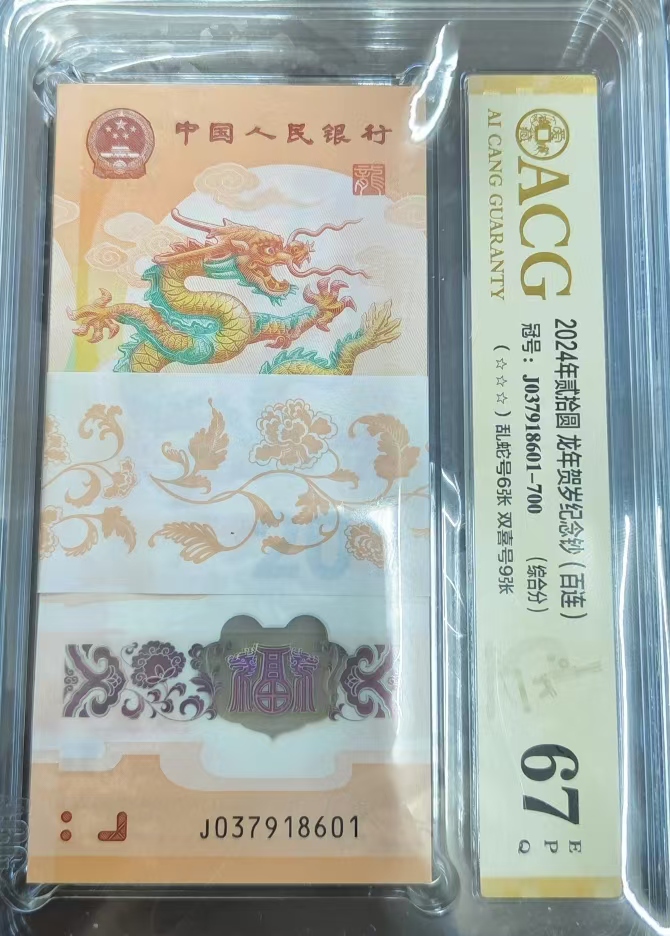 中国人民银行
龍
福
J037918601
ACG
AI CANG GUARANTY
2024年贰拾圆 龙年贺岁纪念钞（百连）
冠号：J037918601-700 （综合分）
（☆☆☆）乱蛇号6张 双喜号9张
67
E
P
Q